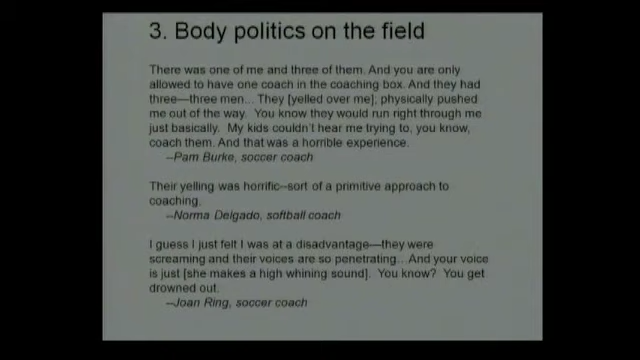 3. Body politics on the field
There was one of me and three of them. And you are only
allowed to have one coach in the coaching box. And they had
three—three men... They [yelled over me]; physically pushed
me out of the way. You know they would run right through me
just basically. My kids couldn't hear me trying to, you know,
coach them. And that was a horrible experience.
--Pam Burke, soccer coach
Their yelling was horrific--sort of a primitive approach to
coaching.
--Norma Delgado, softball coach
I guess I just felt I was at a disadvantage—they were
screaming and their voices are so penetrating...And your voice
is just [she makes a high whining sound]. You know? You get
drowned out.
--Joan Ring, soccer coach